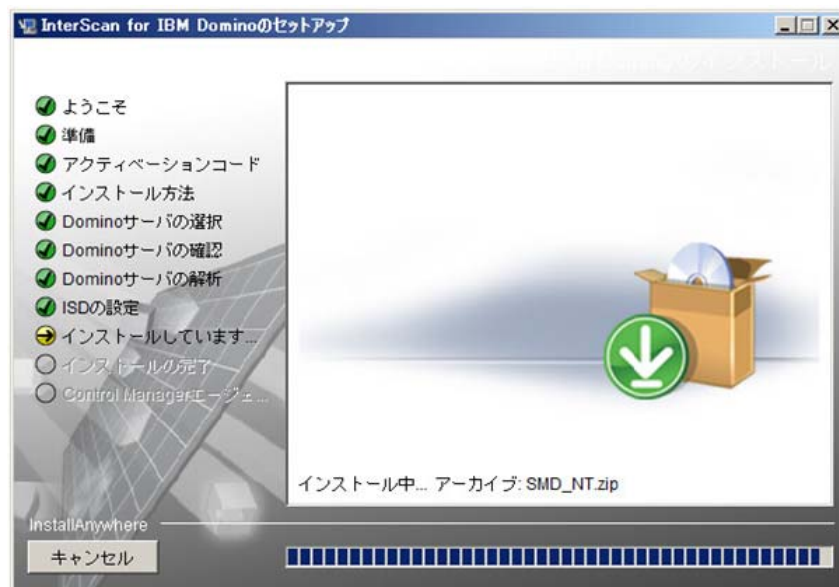 InterScan for IBM Dominoのセットアップ
ようこそ
準備
アクティベーションコード
インストール方法
Dominoサーバの選択
Dominoサーバの確認
Dominoサーバの解析
ISDの設定
インストールしています...
インストールの完了
Control Managerエージェ...
インストール中... アーカイブ: SMD_NT.zip
InstallAnywhere
キャンセル